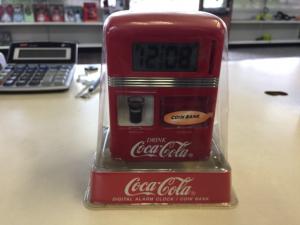 12:08
COIN BANK
DRINK
Coca-Cola
Coca-Cola
DIGITAL ALARM CLOCK / COIN BANK